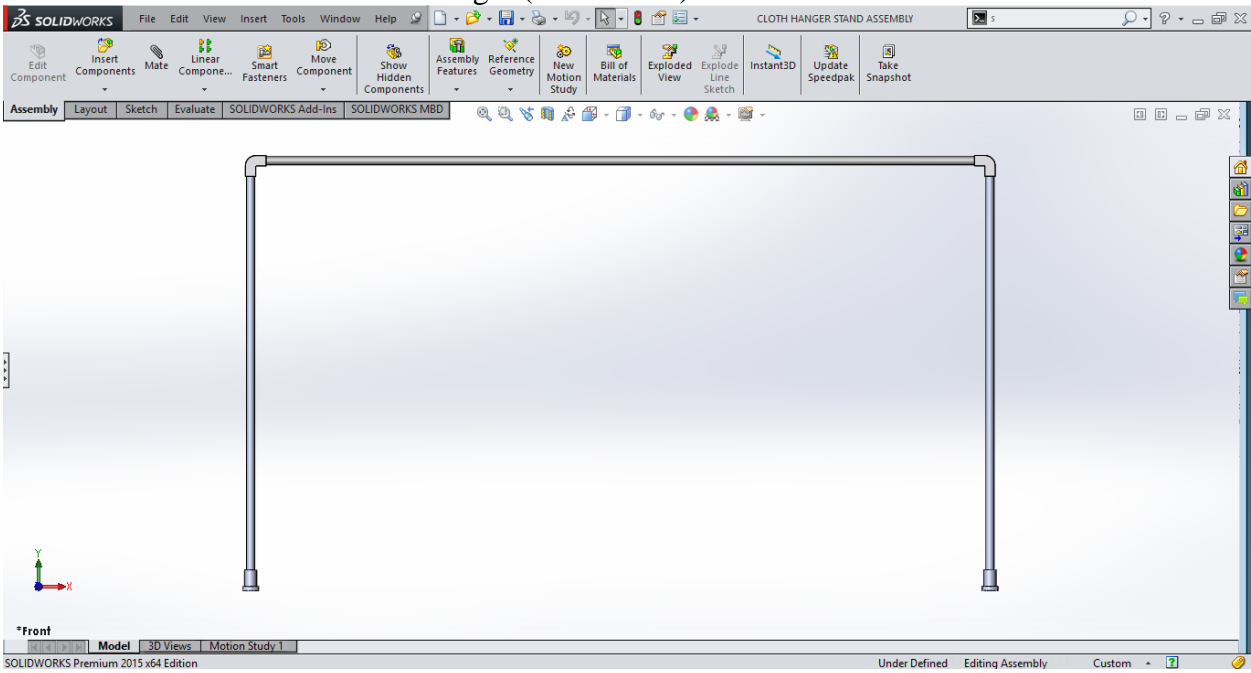 SOLIDWORKS File Edit View Insert Tools Window Help CLOTH HANGER STAND ASSEMBLY s
Edit Component Insert Components Mate Linear Compone... Smart Fasteners Move Component Show Hidden Components Assembly Features Reference Geometry New Motion Study Bill of Materials Exploded View Explode Line Sketch Instant3D Update Speedpak Take Snapshot
Assembly Layout Sketch Evaluate SOLIDWORKS Add-Ins SOLIDWORKS MBD
Y
X
*Front
Model 3D Views Motion Study 1
SOLIDWORKS Premium 2015 x64 Edition Under Defined Editing Assembly Custom